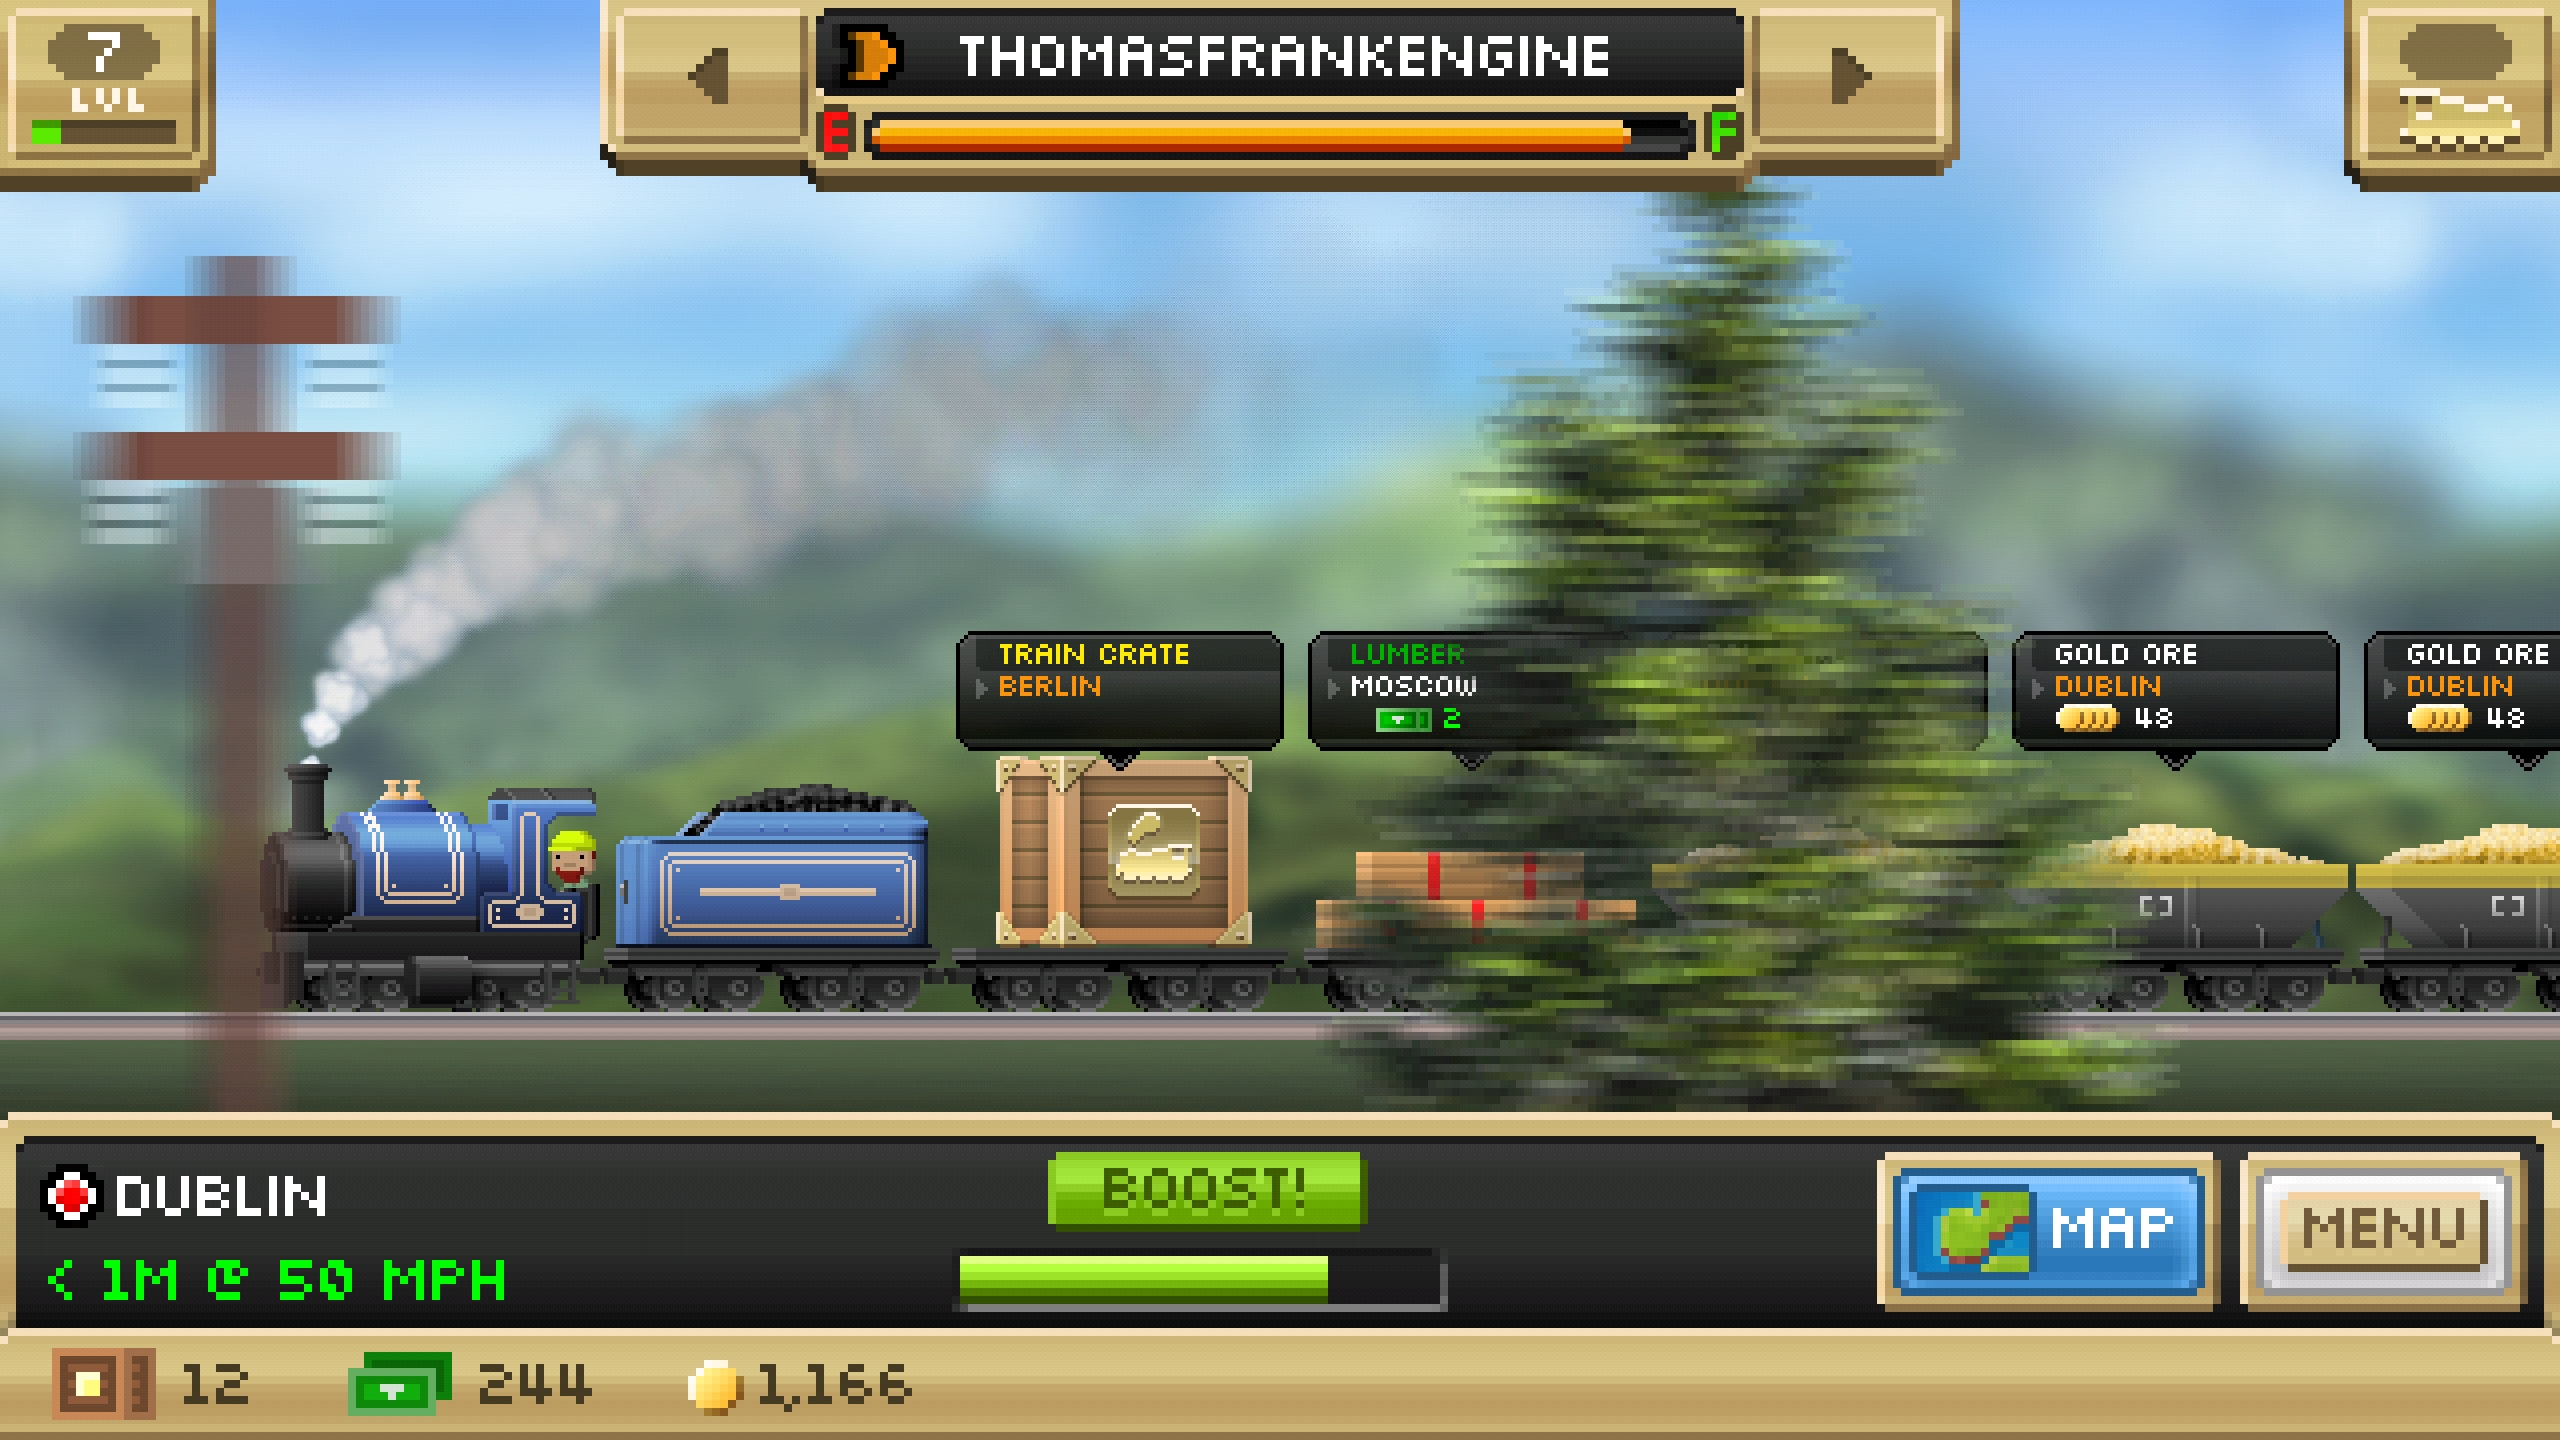 7
LVL
THOMASFRANKENGINE
E
F
TRAIN CRATE
BERLIN
LUMBER
MOSCOW
2
GOLD ORE
DUBLIN
48
GOLD ORE
DUBLIN
48
DUBLIN
< 1M @ 50 MPH
BOOST!
MAP
MENU
12
244
1,166